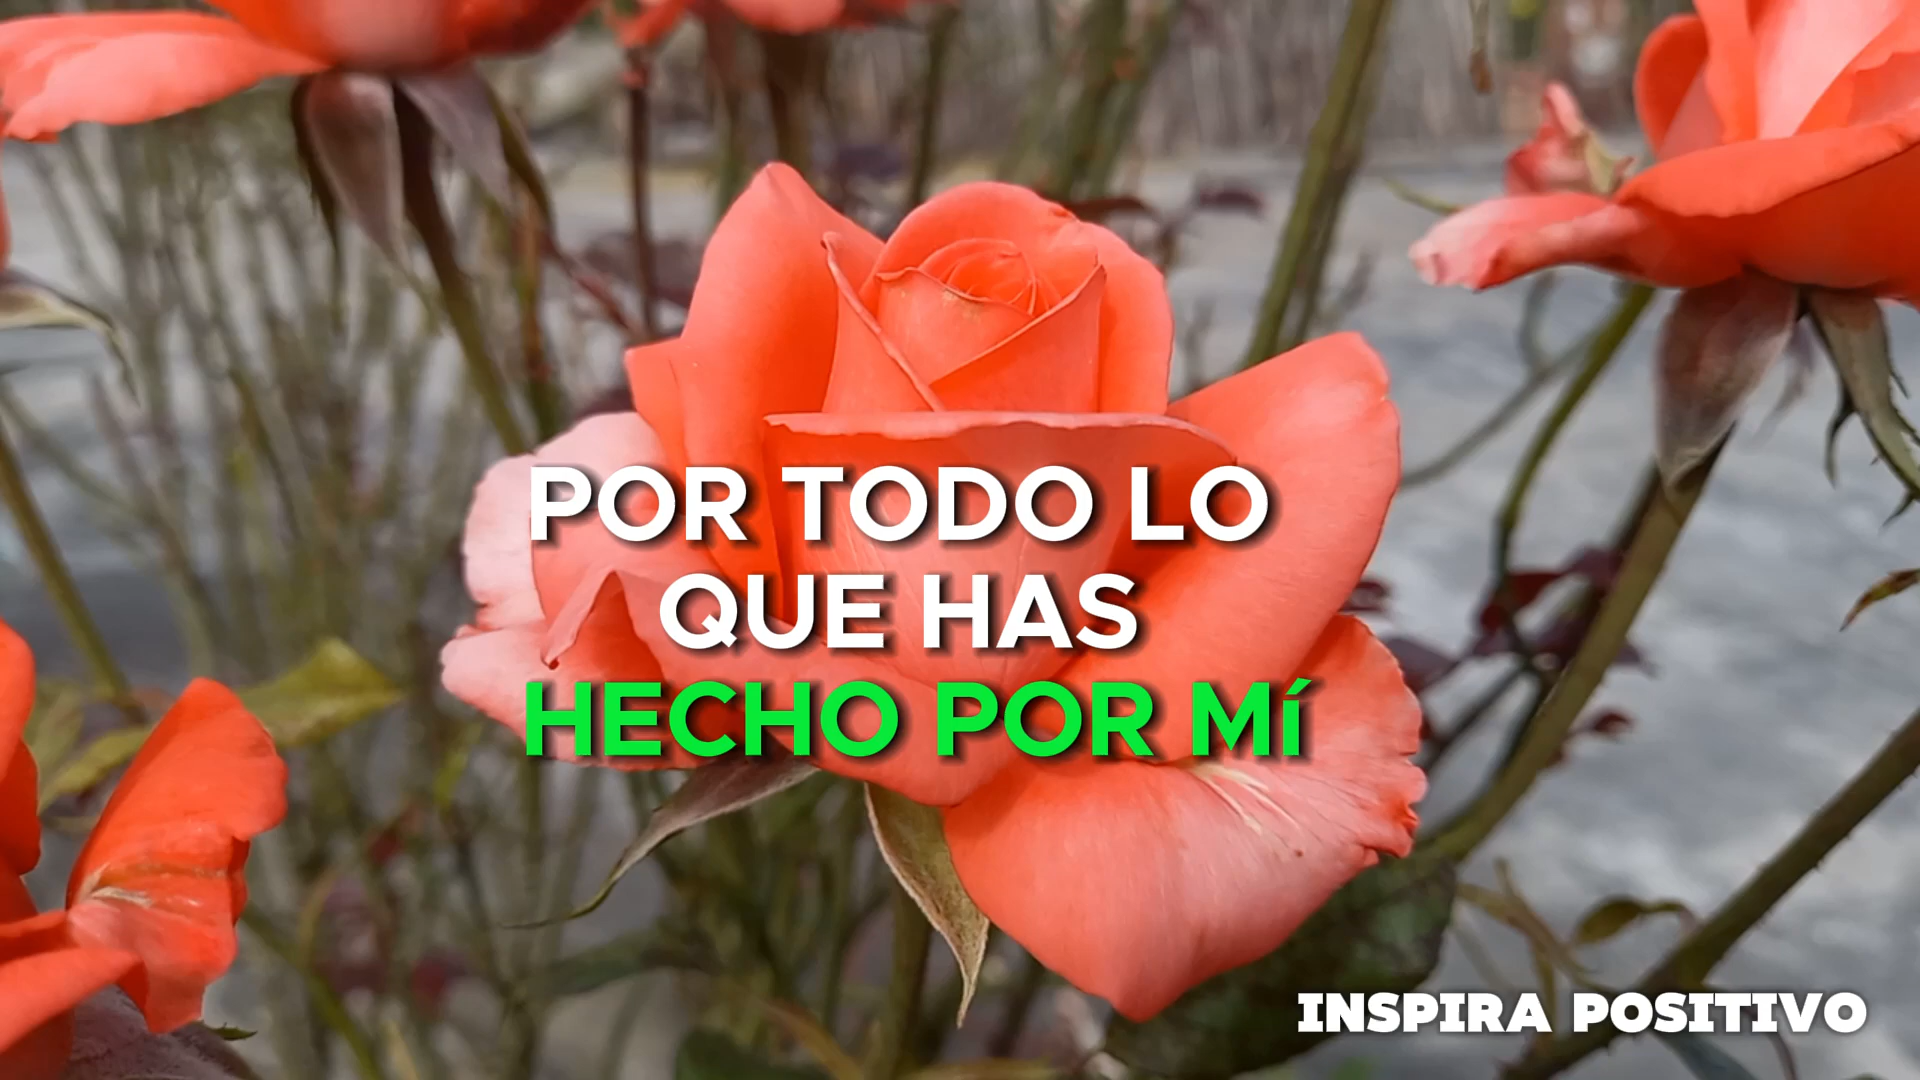 POR TODO LO
QUE HAS
HECHO POR Mí
INSPIRA POSITIVO